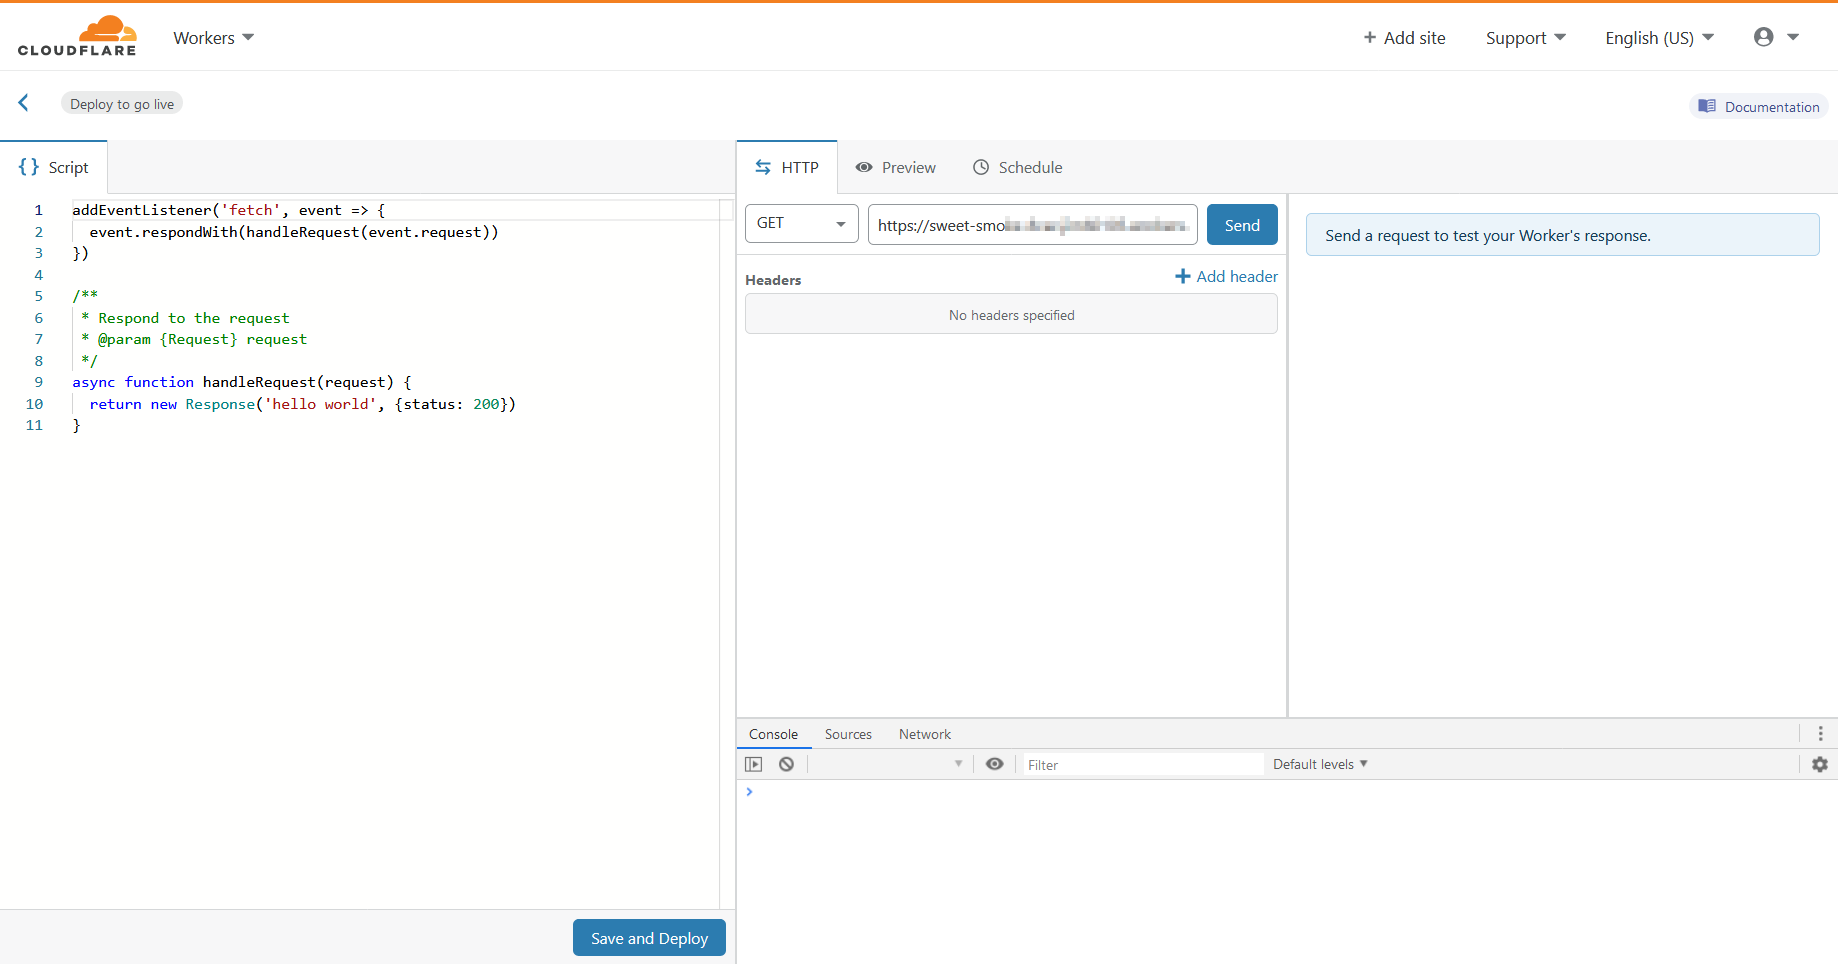 CLOUDFLARE
Workers
Add site
Support
English (US)
Deploy to go live
Documentation
{} Script
HTTP
Preview
Schedule
1 addEventListener('fetch', event => {
2 event.respondWith(handleRequest(event.request))
3 })
4
5 /**
6 * Respond to the request
7 * @param {Request} request
8 */
9 async function handleRequest(request) {
10 return new Response('hello world', {status: 200})
11 }
Save and Deploy
GET
https://sweet-smo
Send
Headers
Add header
No headers specified
Send a request to test your Worker's response.
Console
Sources
Network
Filter
Default levels